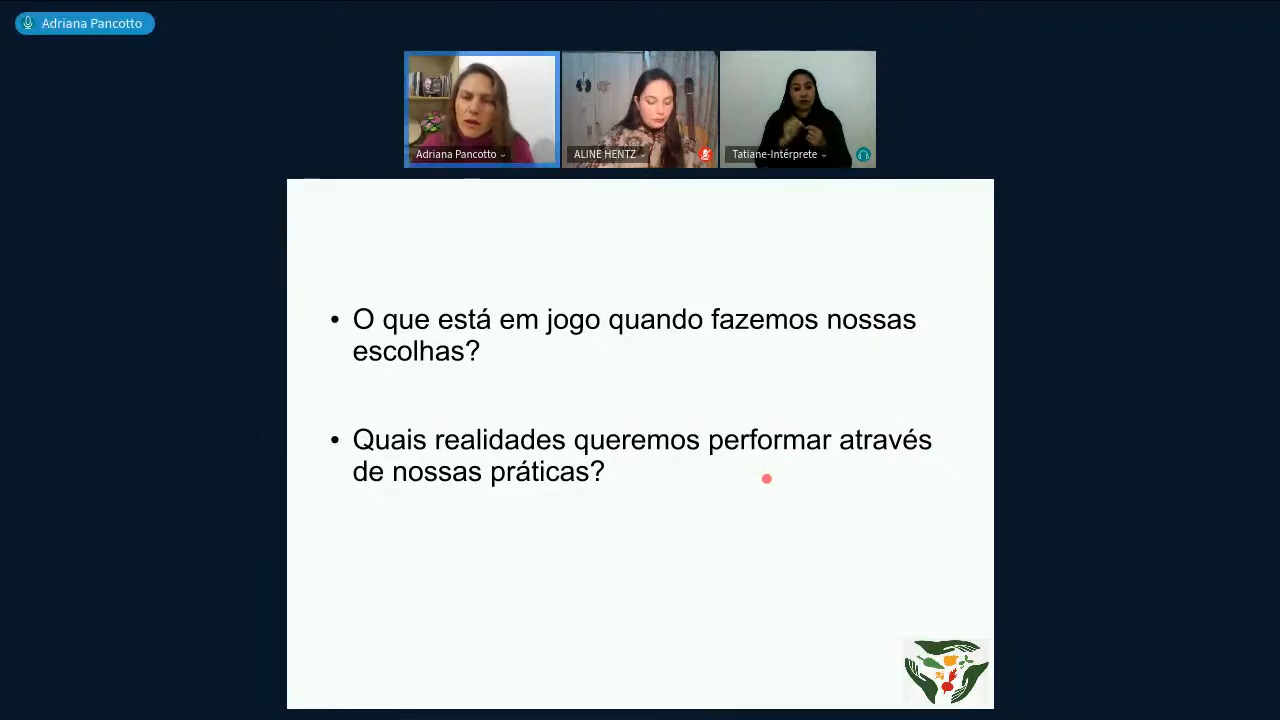 Adriana Pancotto
Adriana Pancotto
ALINE HENTZ
Tatiane-Intérprete
• O que está em jogo quando fazemos nossas
escolhas?
• Quais realidades queremos performar através
de nossas práticas?